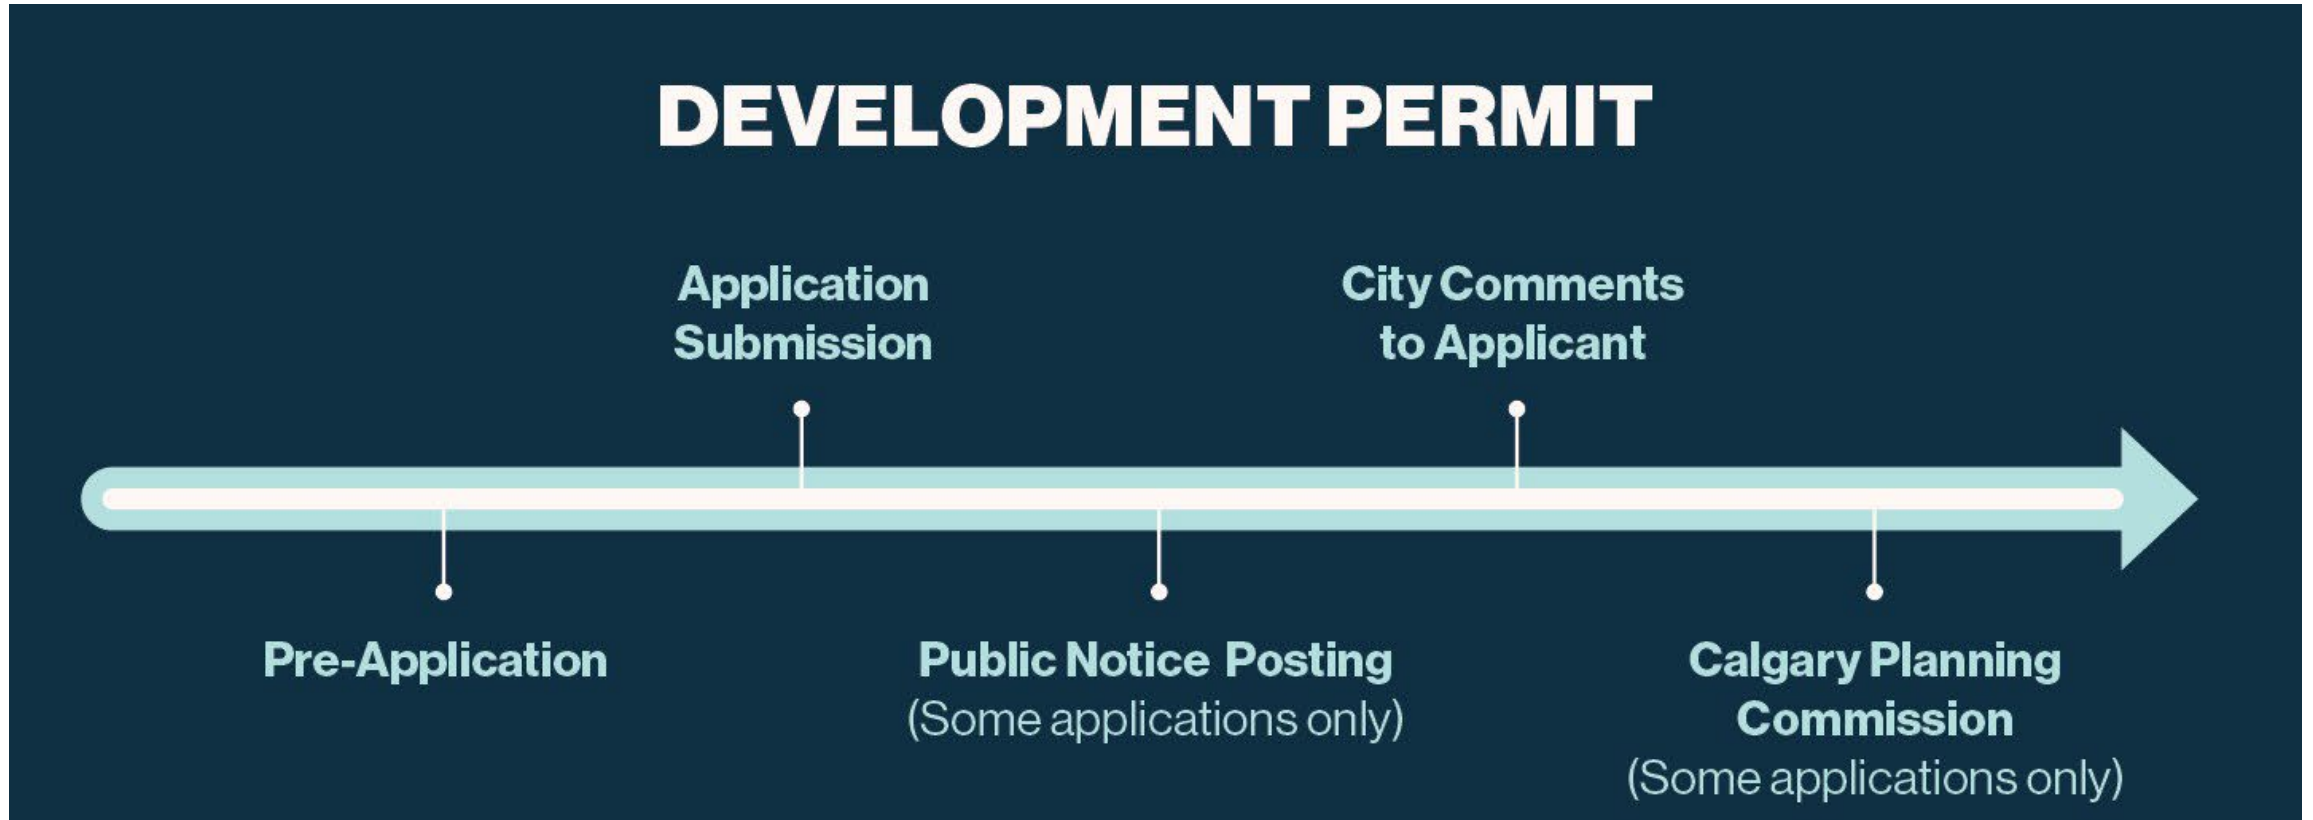 DEVELOPMENT PERMIT
Application
Submission
City Comments
to Applicant
Pre-Application
Public Notice Posting
(Some applications only)
Calgary Planning
Commission
(Some applications only)